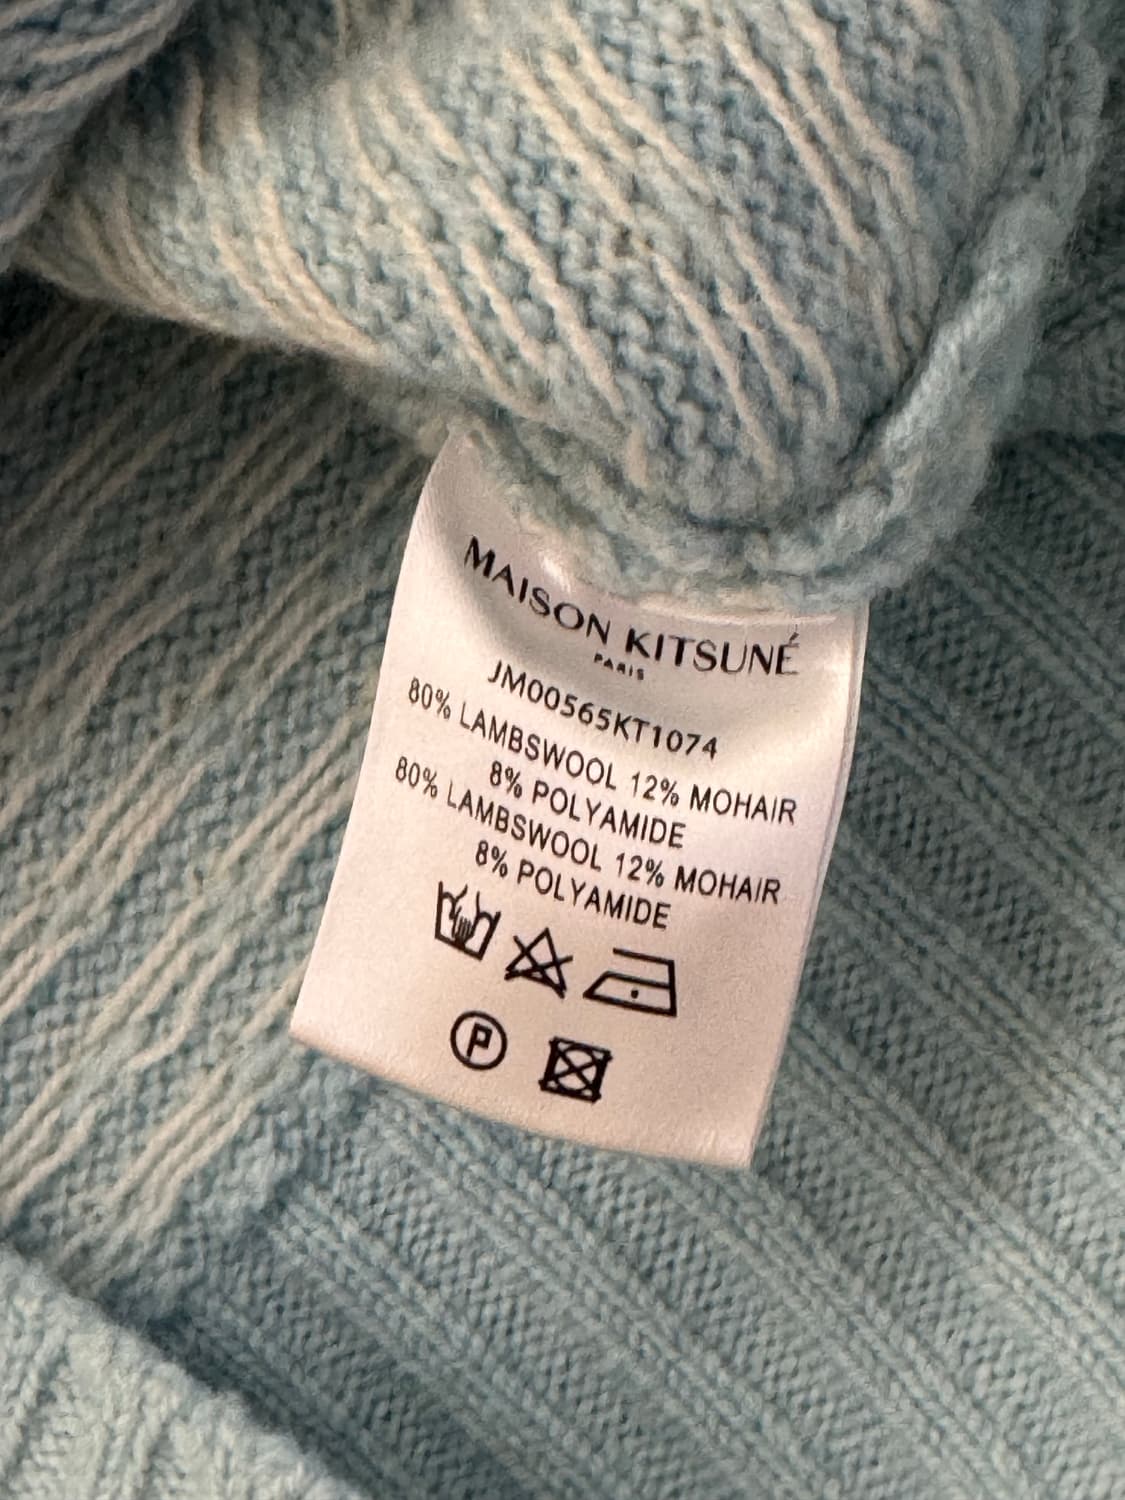 MAISON KITSUNÉ
PARIS
JM00565KT1074
80% LAMBSWOOL 12% MOHAIR
8% POLYAMIDE
80% LAMBSWOOL 12% MOHAIR
8% POLYAMIDE
P